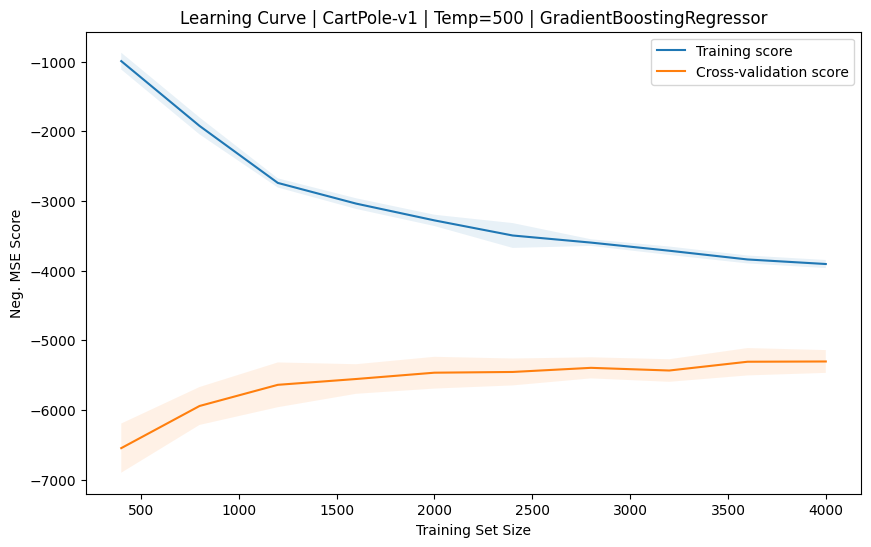 Learning Curve | CartPole-v1 | Temp=500 | GradientBoostingRegressor
Training score
Cross-validation score
Neg. MSE Score
−1000
−2000
−3000
−4000
−5000
−6000
−7000
500 1000 1500 2000 2500 3000 3500 4000
Training Set Size